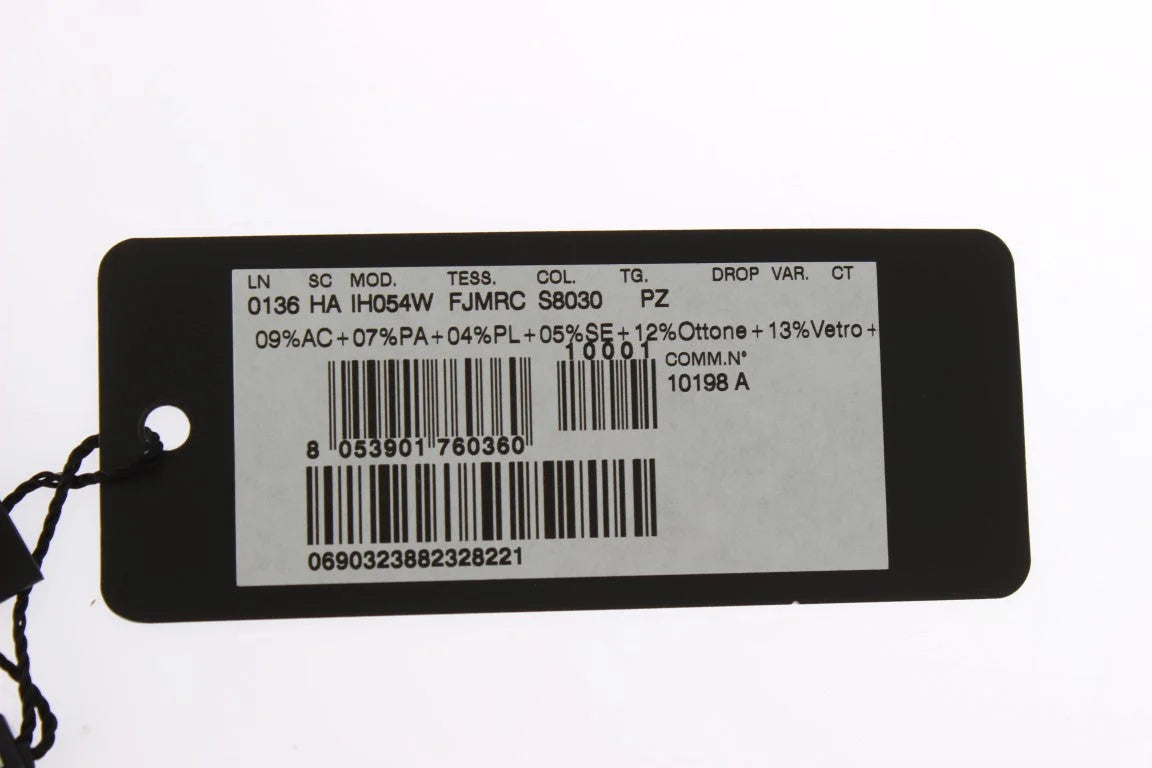 LN SC MOD. TESS. COL. TG. DROP VAR. CT
0136 HA IH054W FJMRC S8030 PZ
09%AC+07%PA+04%PL+05%SE+12%Ottone+13%Vetro+
10001 COMM.N°
10198 A
8 053901 760360
0690323882328221